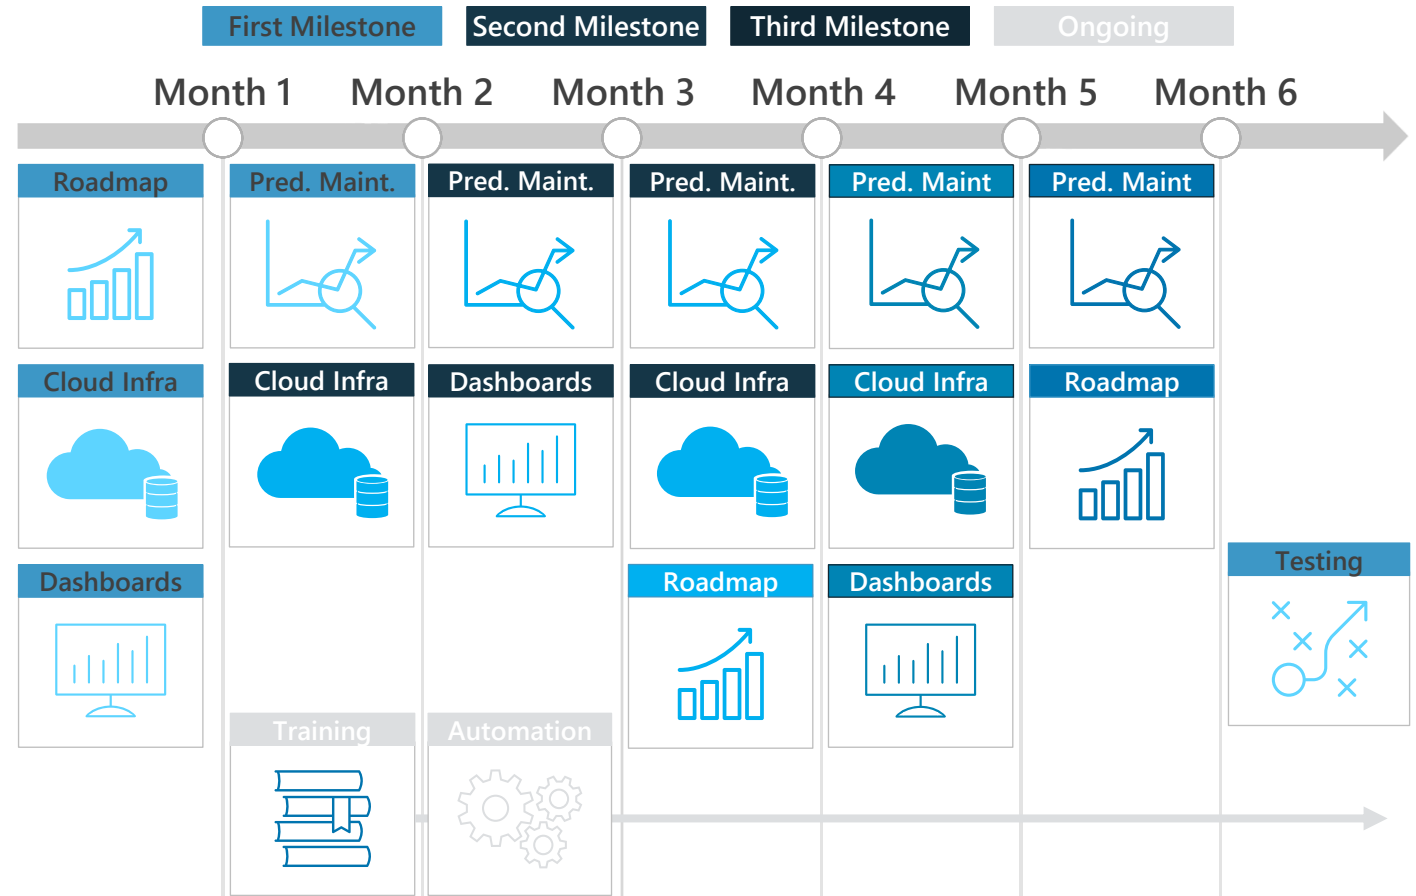 First Milestone
Second Milestone
Third Milestone
Ongoing
Month 1
Month 2
Month 3
Month 4
Month 5
Month 6
Roadmap
Pred. Maint.
Pred. Maint.
Pred. Maint.
Pred. Maint
Pred. Maint
Cloud Infra
Cloud Infra
Dashboards
Cloud Infra
Cloud Infra
Roadmap
Testing
Dashboards
Roadmap
Dashboards
Training
Automation